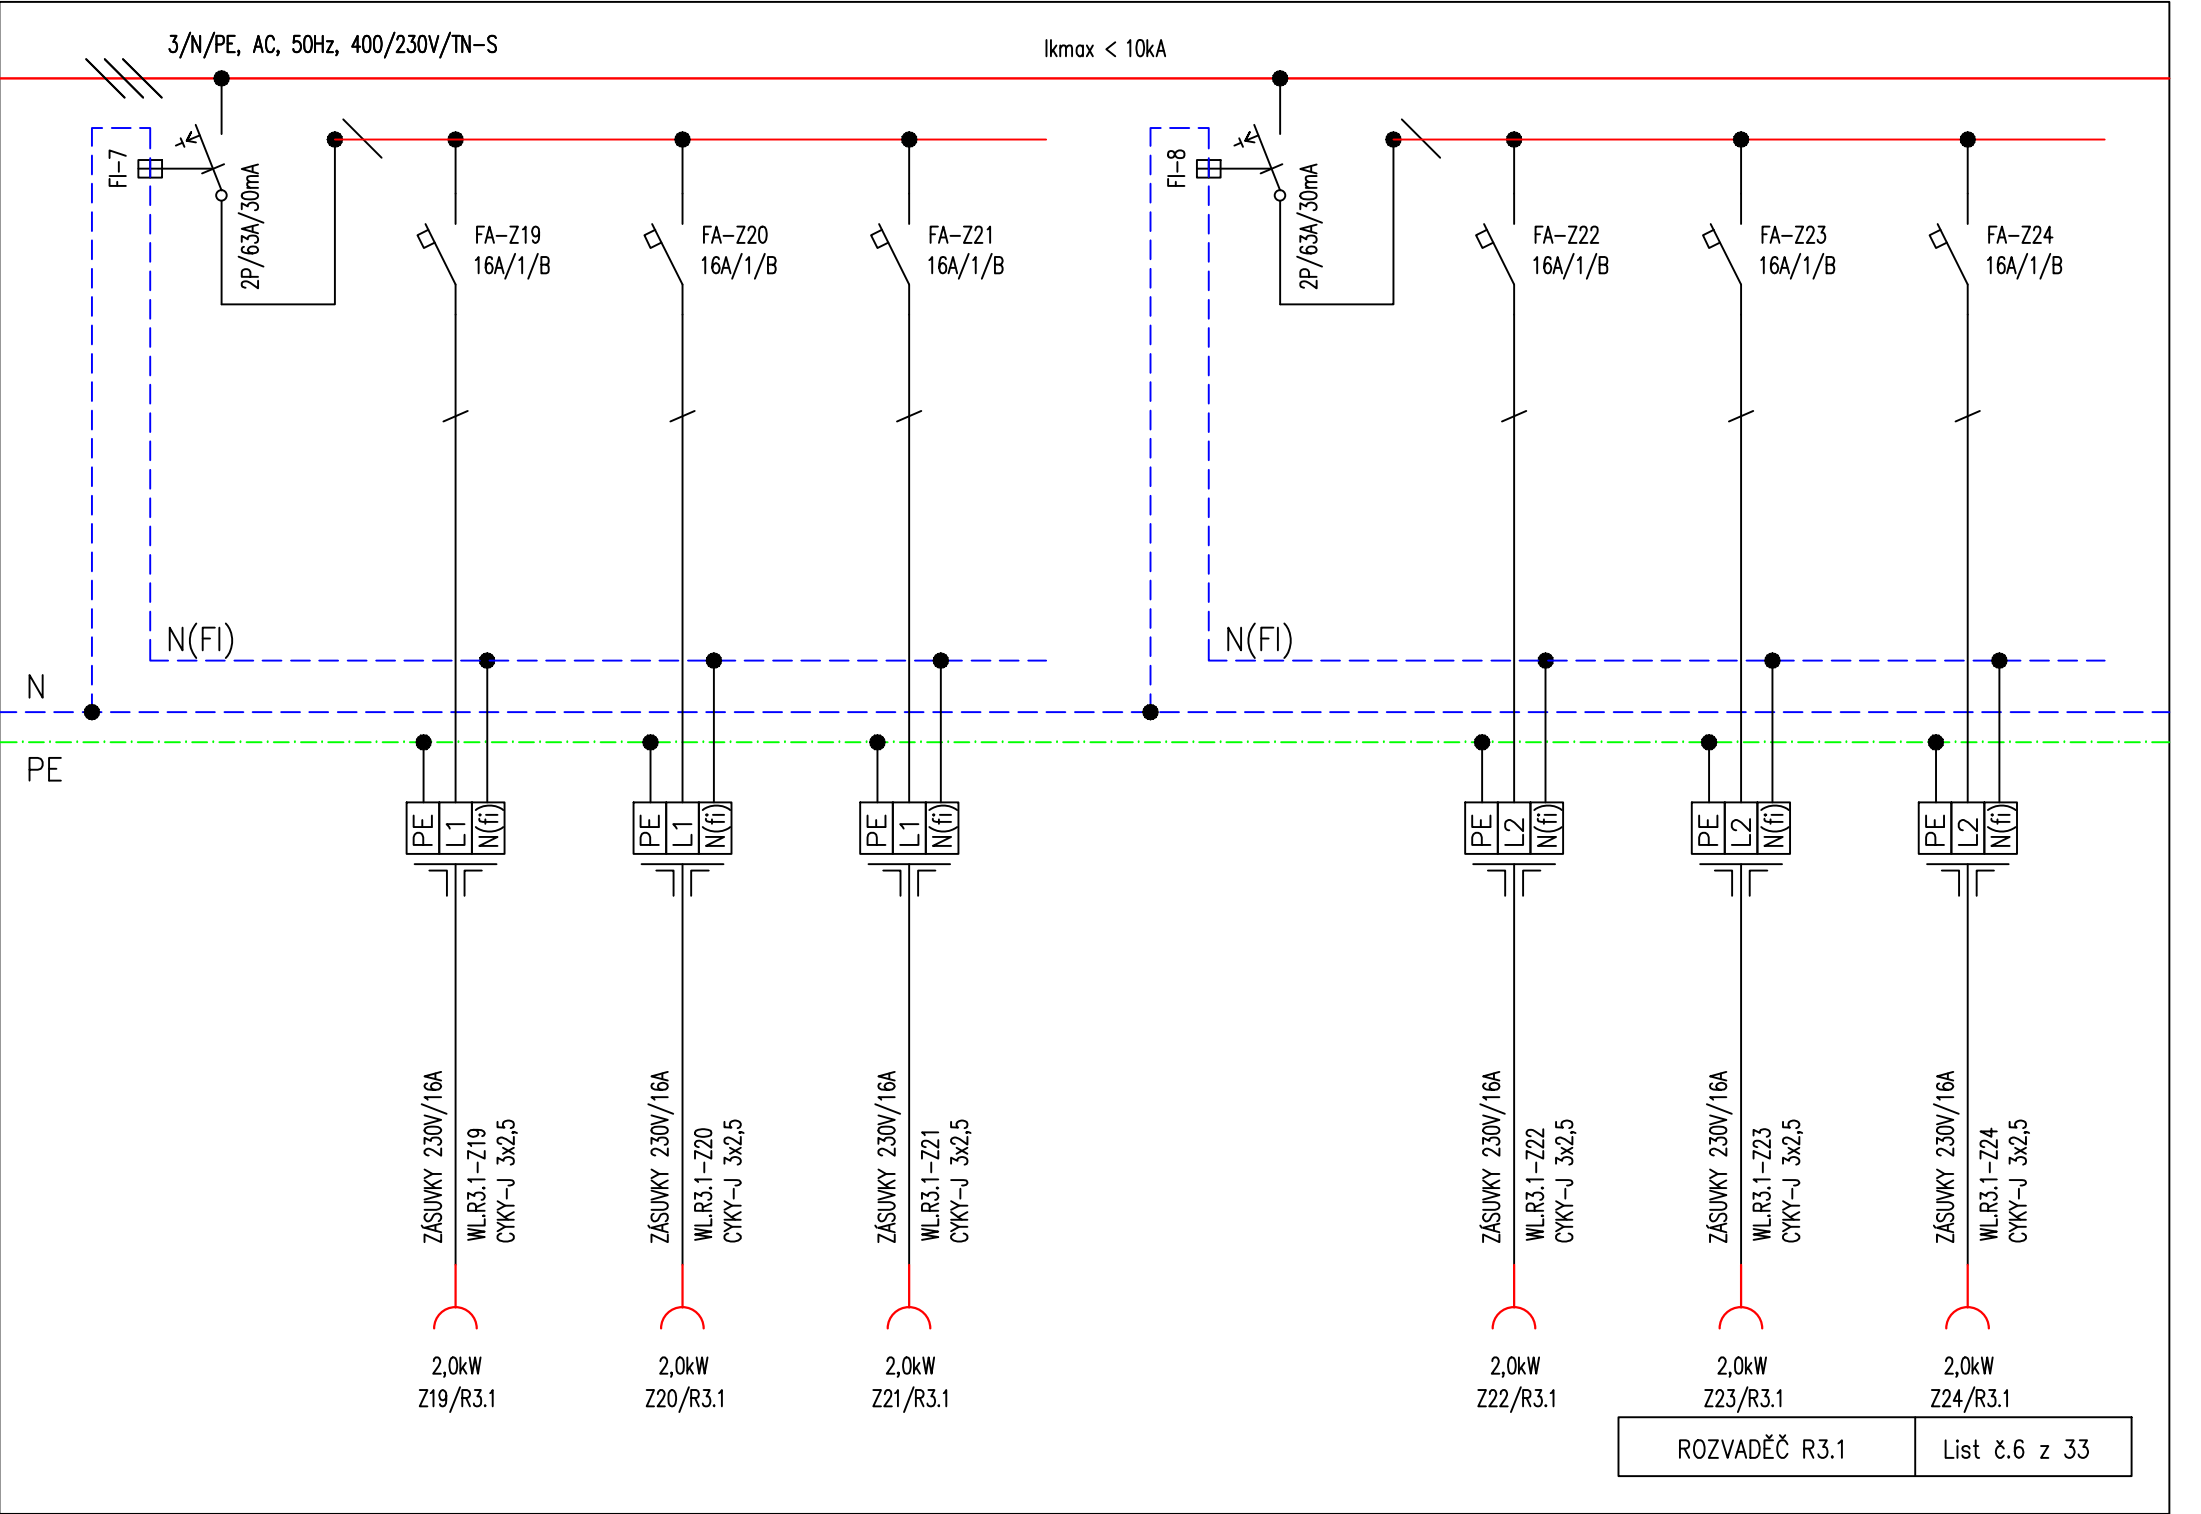 3/N/PE, AC, 50Hz, 400/230V/TN-S
Ikmax < 10kA
FI-7
2P/63A/30mA
FA-Z19
16A/1/B
FA-Z20
16A/1/B
FA-Z21
16A/1/B
FI-8
2P/63A/30mA
FA-Z22
16A/1/B
FA-Z23
16A/1/B
FA-Z24
16A/1/B
N(FI)
N(FI)
N
PE
PE
L1
N(fi)
PE
L1
N(fi)
PE
L1
N(fi)
PE
L2
N(fi)
PE
L2
N(fi)
PE
L2
N(fi)
ZÁSUVKY 230V/16A
WL.R3.1-Z19
CYKY-J 3x2,5
ZÁSUVKY 230V/16A
WL.R3.1-Z20
CYKY-J 3x2,5
ZÁSUVKY 230V/16A
WL.R3.1-Z21
CYKY-J 3x2,5
ZÁSUVKY 230V/16A
WL.R3.1-Z22
CYKY-J 3x2,5
ZÁSUVKY 230V/16A
WL.R3.1-Z23
CYKY-J 3x2,5
ZÁSUVKY 230V/16A
WL.R3.1-Z24
CYKY-J 3x2,5
2,0kW
Z19/R3.1
2,0kW
Z20/R3.1
2,0kW
Z21/R3.1
2,0kW
Z22/R3.1
2,0kW
Z23/R3.1
2,0kW
Z24/R3.1
ROZVADĚČ R3.1
List č.6 z 33